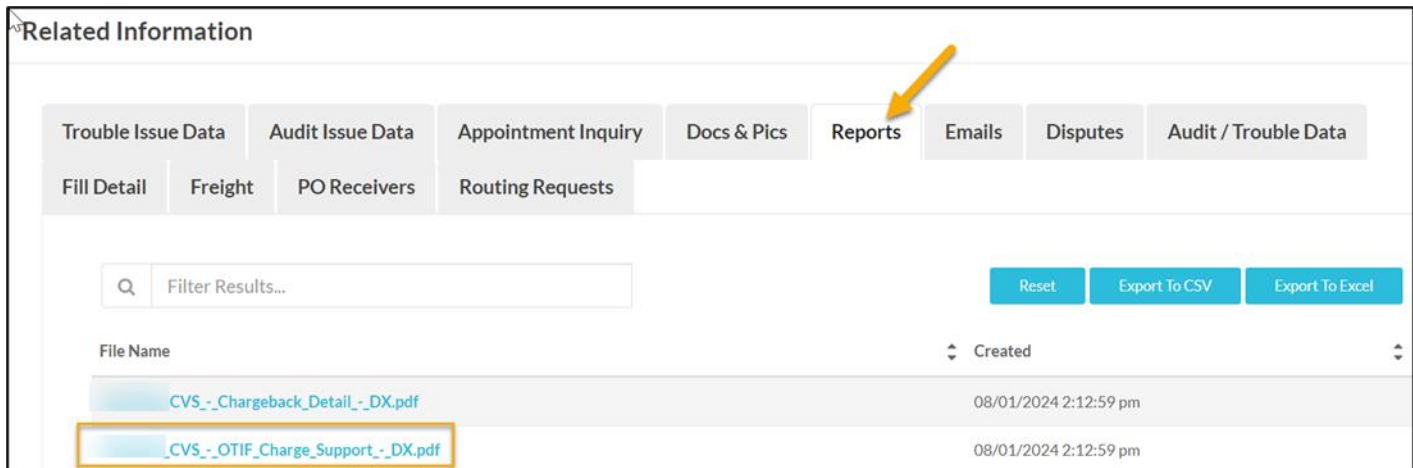 Related Information
Trouble Issue Data Audit Issue Data Appointment Inquiry Docs & Pics Reports Emails Disputes Audit / Trouble Data
Fill Detail Freight PO Receivers Routing Requests
Filter Results... Reset Export To CSV Export To Excel
File Name Created
CVS_-_Chargeback_Detail_-_DX.pdf 08/01/2024 2:12:59 pm
_CVS_-_OTIF_Charge_Support_-_DX.pdf 08/01/2024 2:12:59 pm